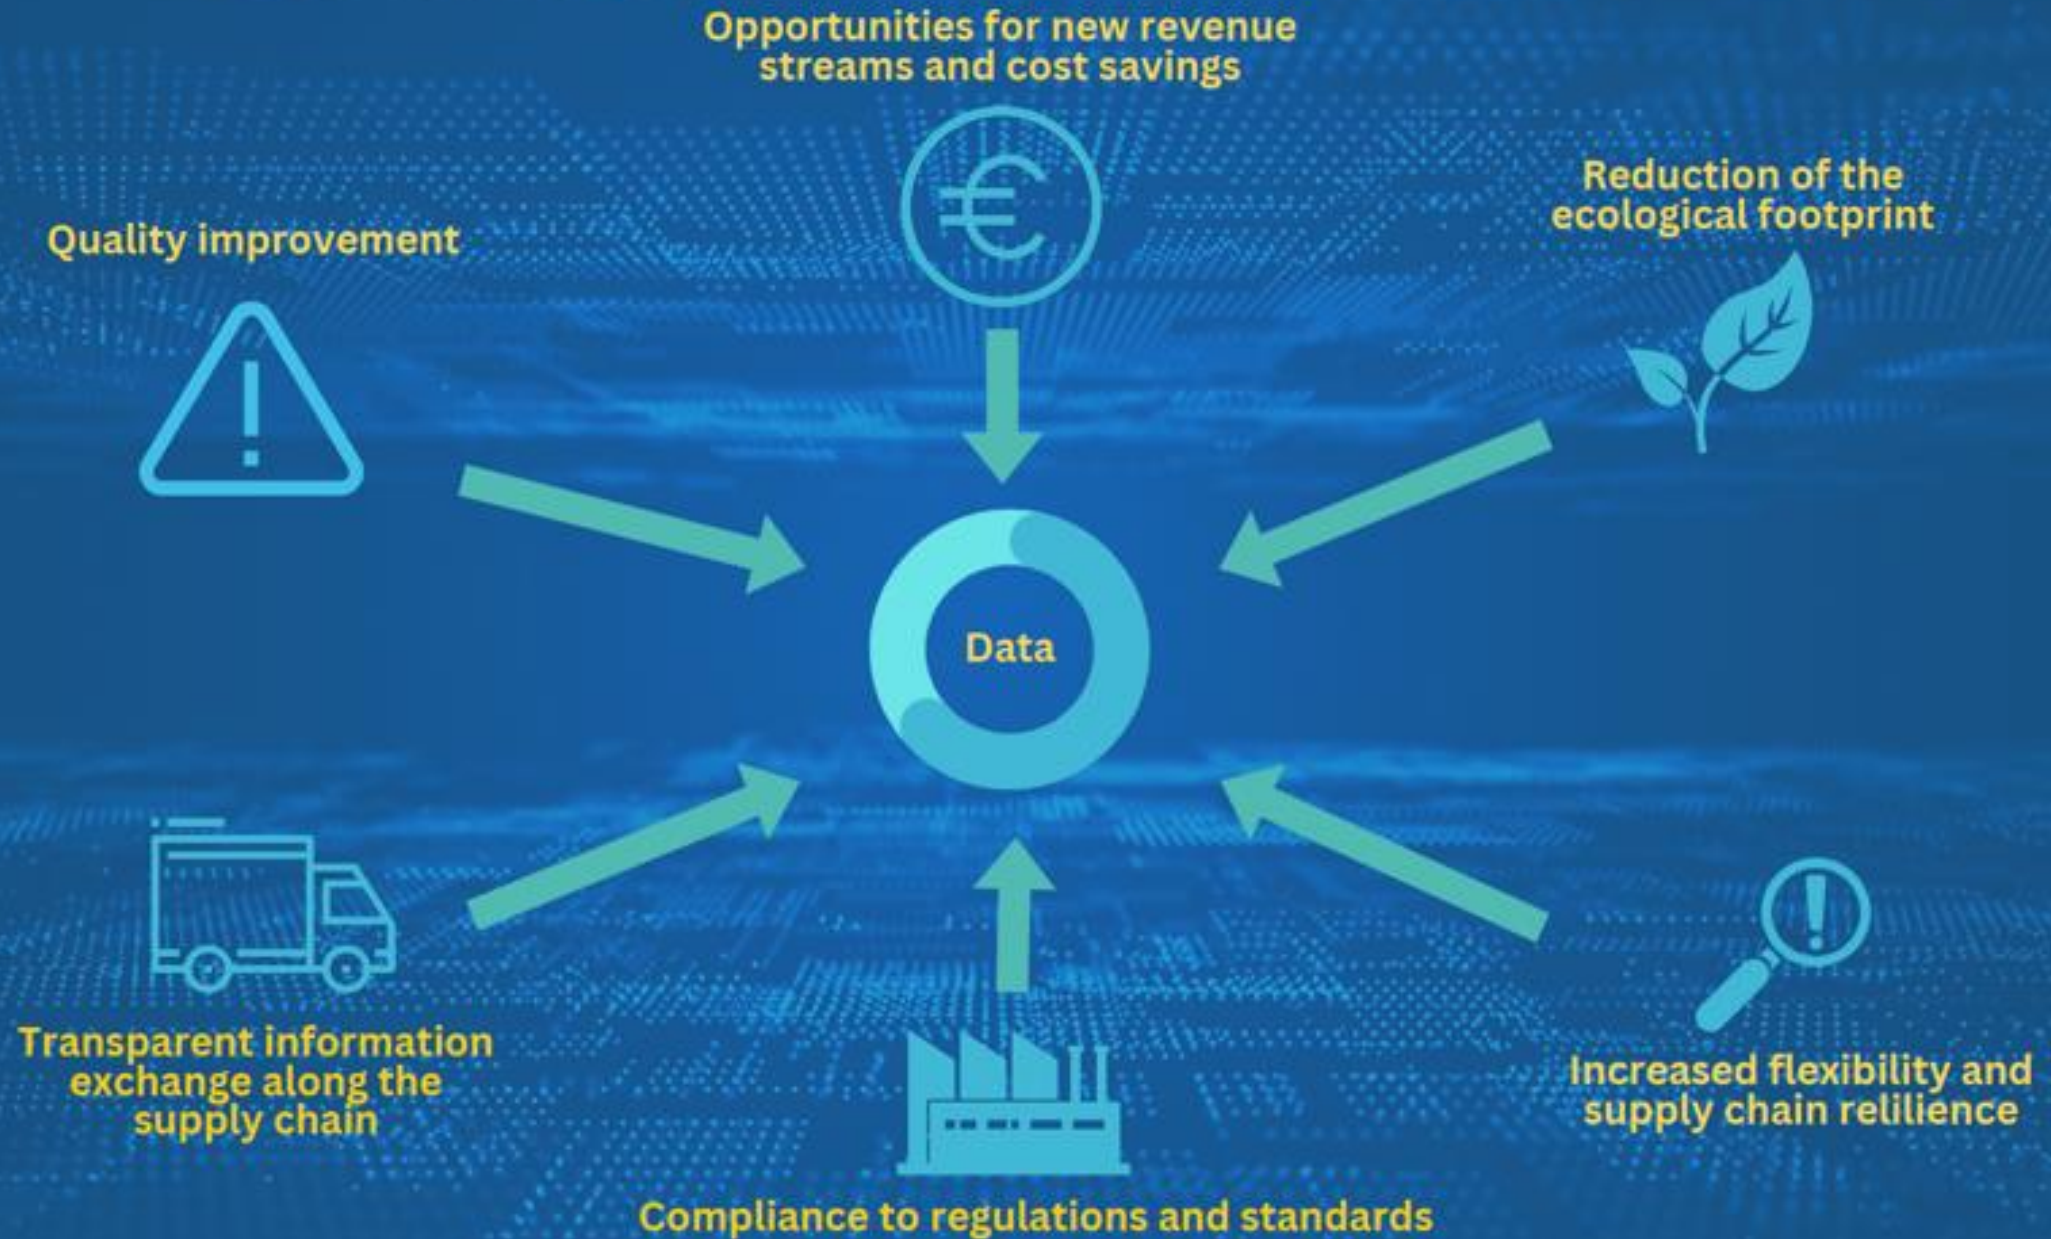 Opportunities for new revenue
streams and cost savings
Reduction of the
ecological footprint
Quality improvement
Data
Transparent information
exchange along the
supply chain
Increased flexibility and
supply chain relilience
Compliance to regulations and standards